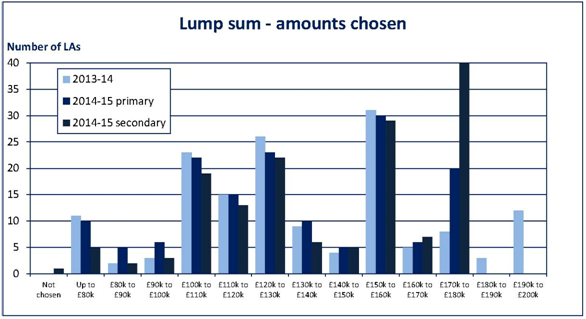 Lump sum - amounts chosen
Number of LAs
40
35
30
25
20
15
10
5
0
2013-14
2014-15 primary
2014-15 secondary
Not chosen
Up to £80k
£80k to £90k
£90k to £100k
£100k to £110k
£110k to £120k
£120k to £130k
£130k to £140k
£140k to £150k
£150k to £160k
£160k to £170k
£170k to £180k
£180k to £190k
£190k to £200k